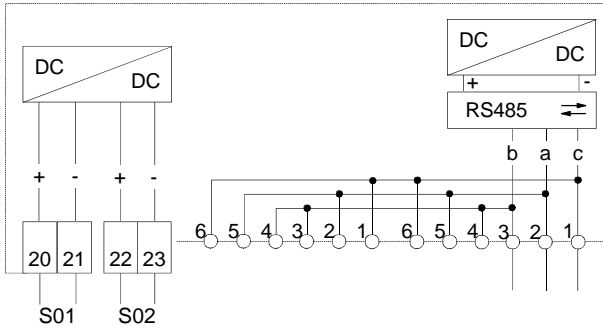 DC
DC
DC
DC
+ -
RS485
b a c
+ - + -
6 5 4 3 2 1 6 5 4 3 2 1
20 21 22 23
S01 S02